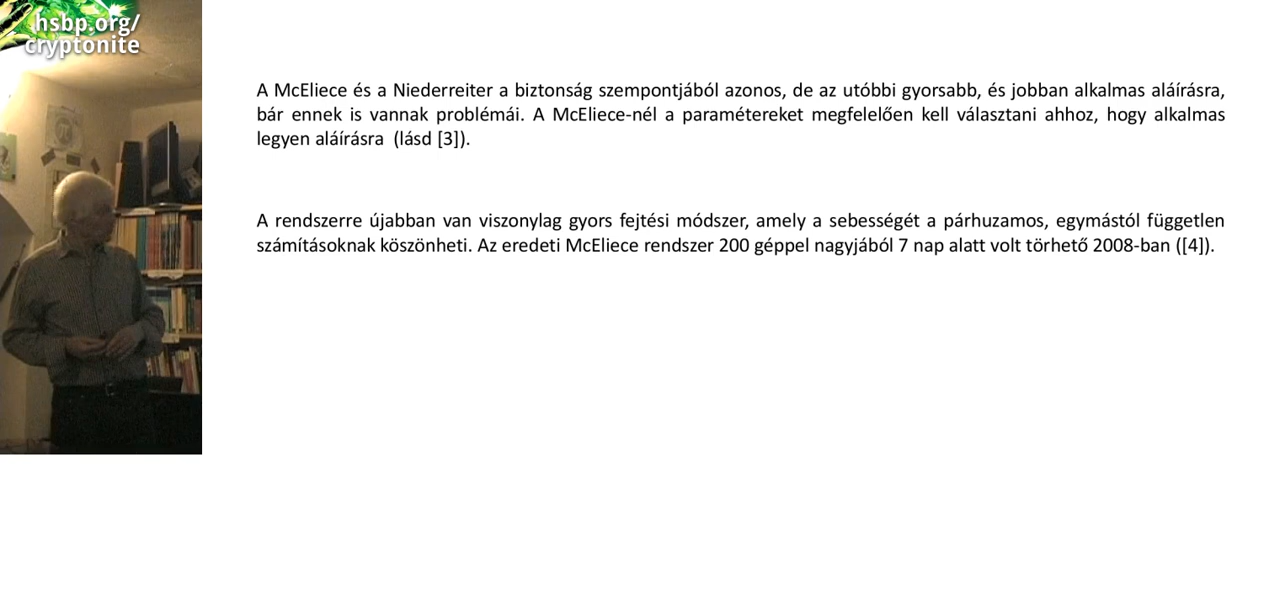 hsbp.org/
cryptonite
A McEliece és a Niederreiter a biztonság szempontjából azonos, de az utóbbi gyorsabb, és jobban alkalmas aláírásra,
bár ennek is vannak problémái. A McEliece-nél a paramétereket megfelelően kell választani ahhoz, hogy alkalmas
legyen aláírásra (lásd [3]).
A rendszerre újabban van viszonylag gyors fejtési módszer, amely a sebességét a párhuzamos, egymástól független
számításoknak köszönheti. Az eredeti McEliece rendszer 200 géppel nagyjából 7 nap alatt volt törhető 2008-ban ([4]).